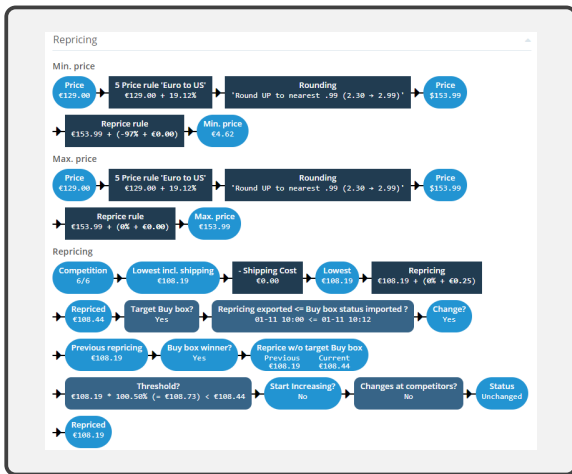 Repricing
Min. price
Price
€129.00
5 Price rule 'Euro to US'
€129.00 + 19.12%
Rounding
'Round UP to nearest .99 (2.30 → 2.99)'
Price
$153.99
Reprice rule
€153.99 + (-97% + €0.00)
Min. price
€4.62
Max. price
Price
€129.00
5 Price rule 'Euro to US'
€129.00 + 19.12%
Rounding
'Round UP to nearest .99 (2.30 → 2.99)'
Price
$153.99
Reprice rule
€153.99 + (0% + €0.00)
Max. price
€153.99
Repricing
Competition
6/6
Lowest incl. shipping
€108.19
- Shipping Cost
€0.00
Lowest
€108.19
Repricing
€108.19 + (0% + €0.25)
Repriced
€108.44
Target Buy box?
Yes
Repricing exported <= Buy box status imported ?
01-11 10:00 <= 01-11 10:12
Change?
Yes
Previous repricing
€108.19
Buy box winner?
Yes
Reprice w/o target Buy box
Previous Current
€108.19 €108.44
Threshold?
€108.19 * 100.50% (= €108.73) < €108.44
Start Increasing?
No
Changes at competitors?
No
Status
Unchanged
Repriced
€108.19